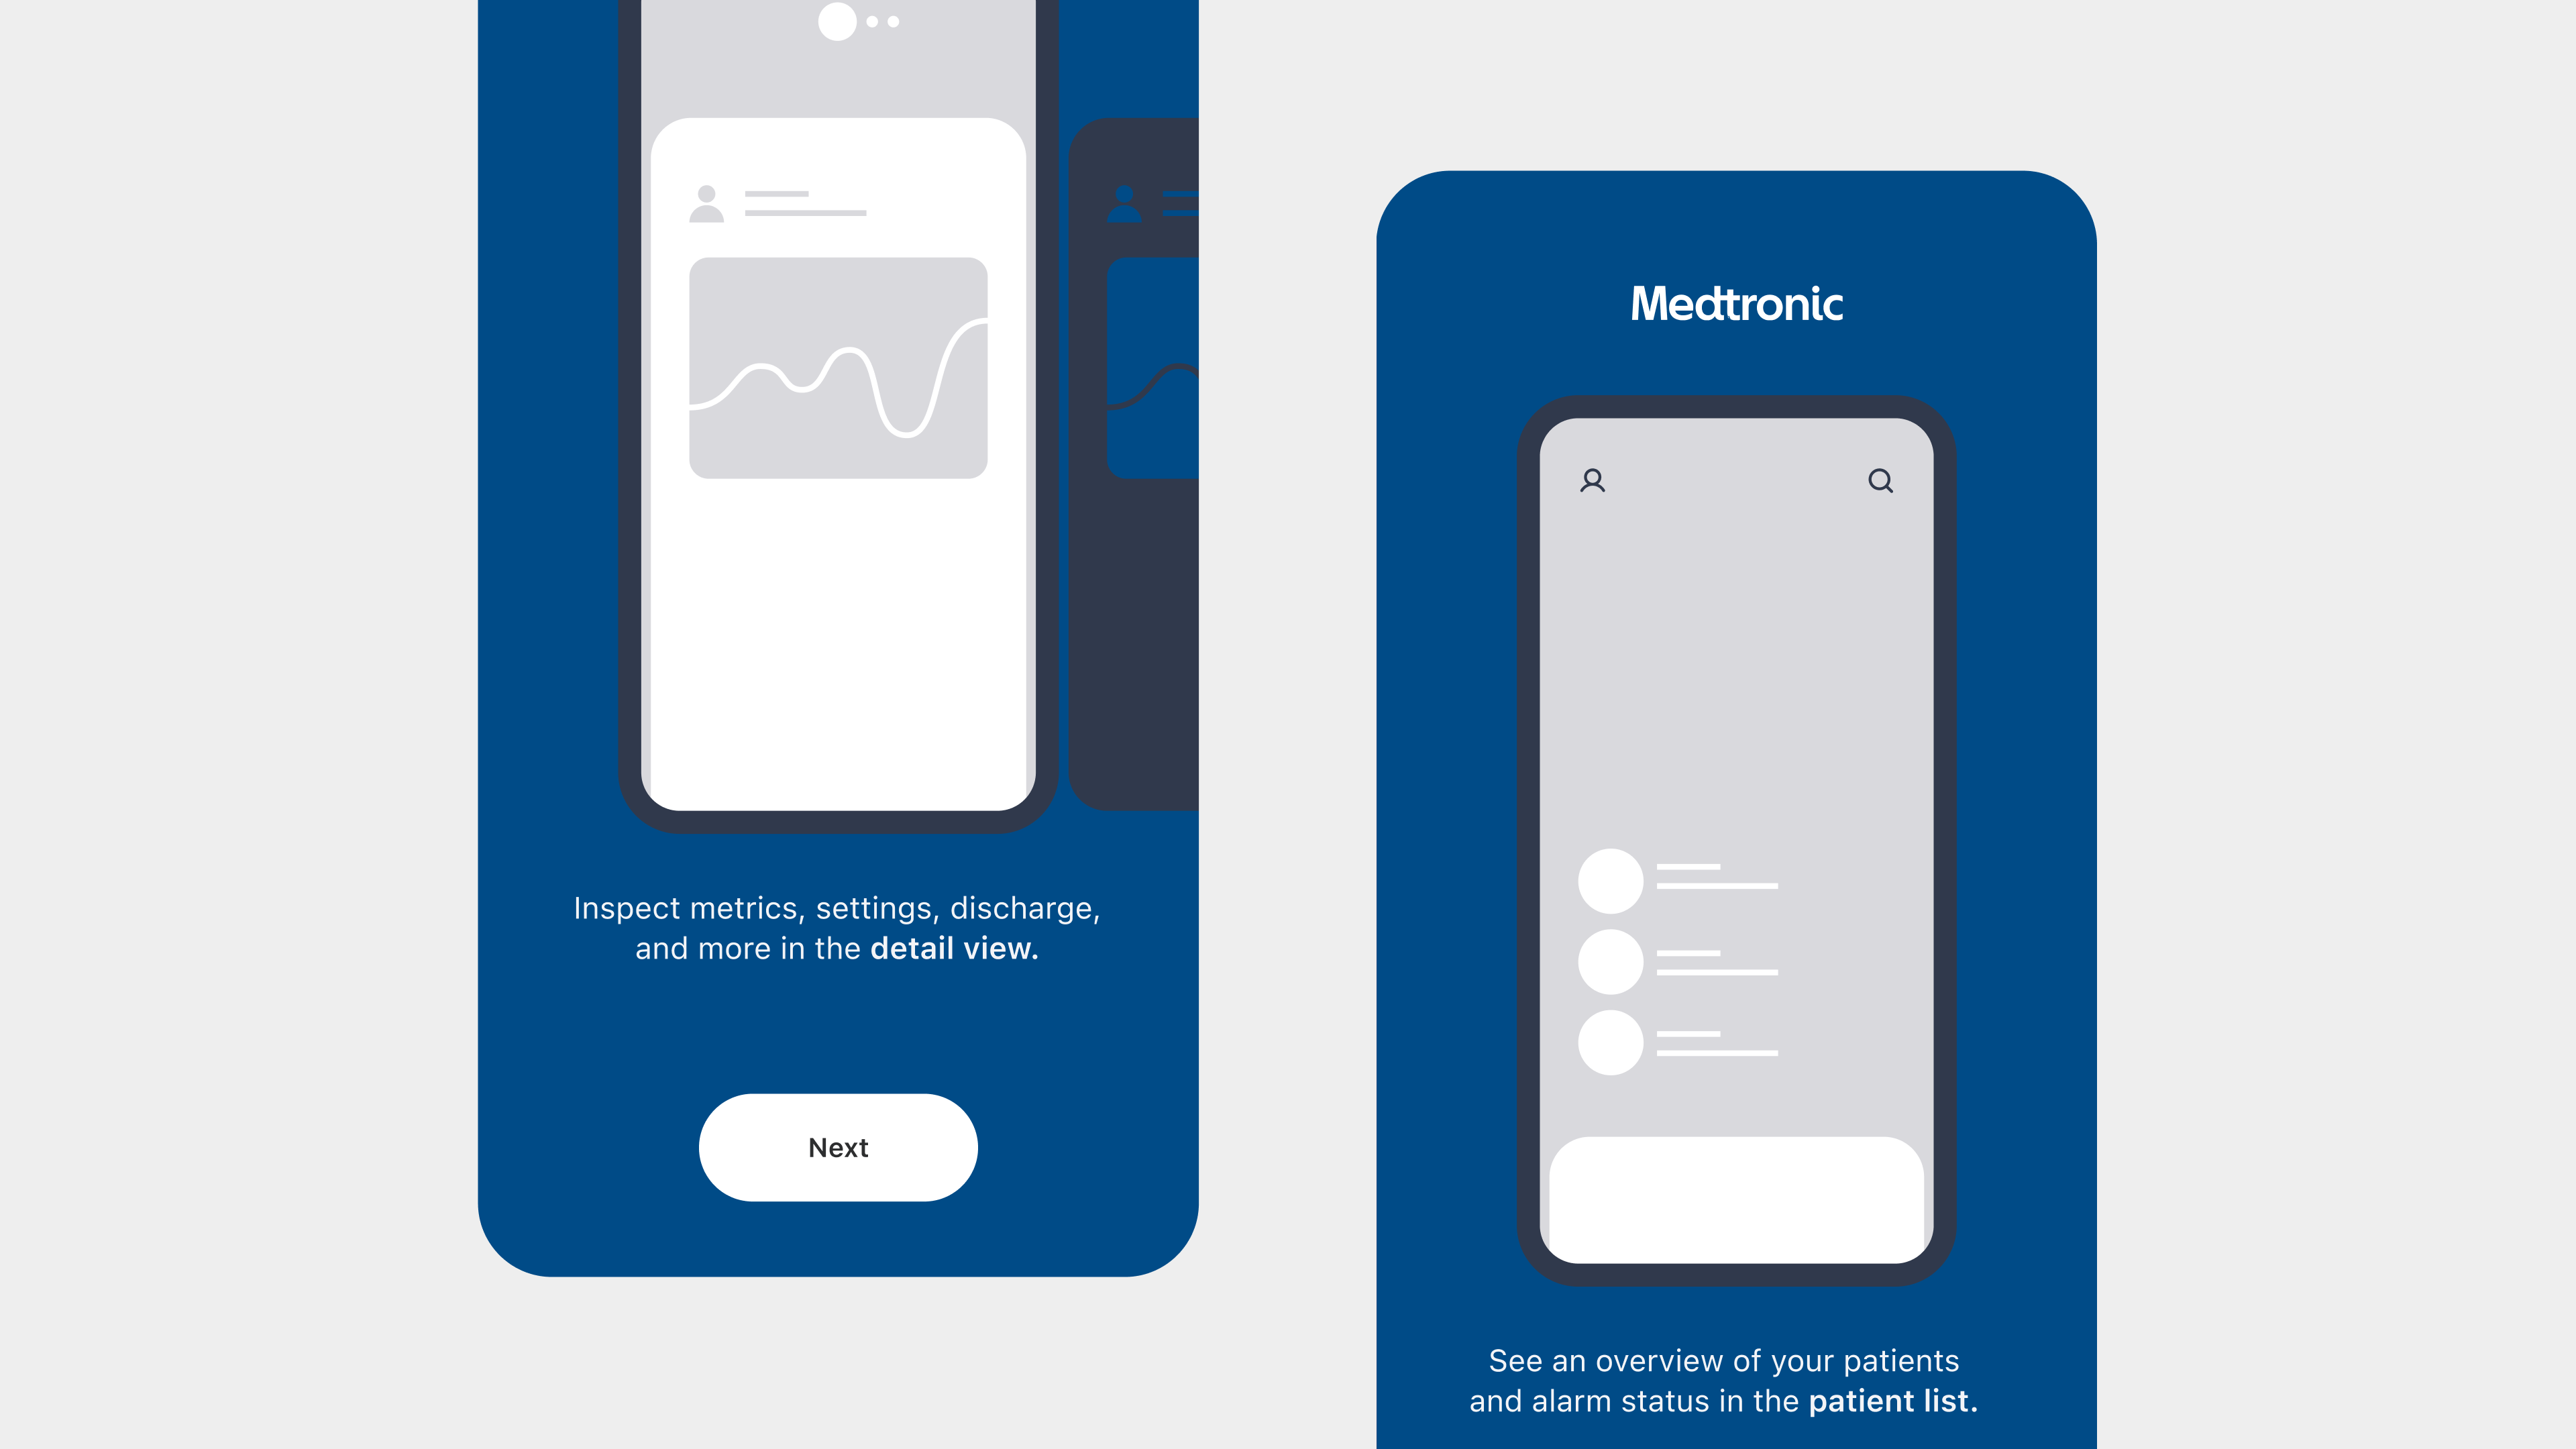 Inspect metrics, settings, discharge,
and more in the detail view.
Next
Medtronic
See an overview of your patients
and alarm status in the patient list.